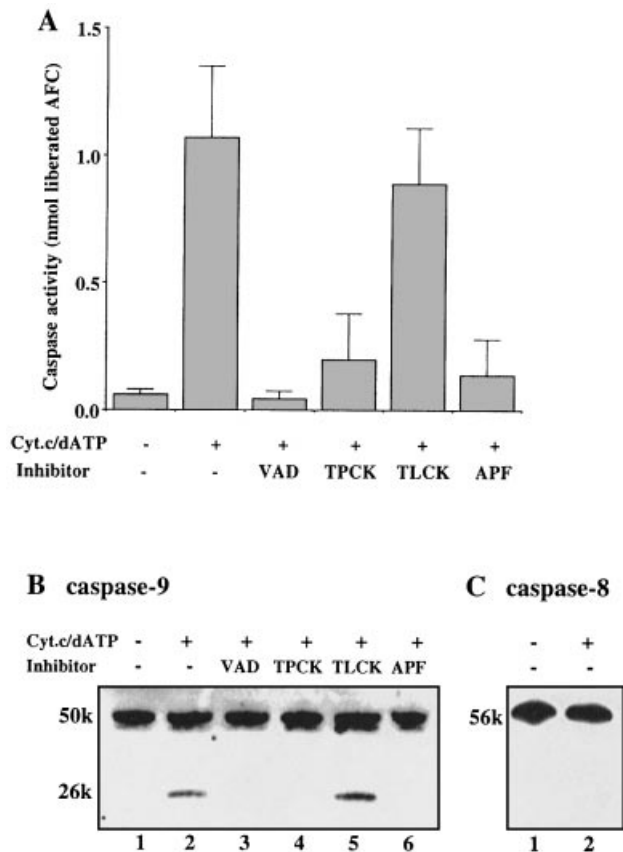 A
Caspase activity (nmol liberated AFC)
1.5
1.0
0.5
0.0
Cyt.c/dATP - + + + + +
Inhibitor - - VAD TPCK TLCK APF
B caspase-9
Cyt.c/dATP - + + + + +
Inhibitor - - VAD TPCK TLCK APF
50k
26k
1 2 3 4 5 6
C caspase-8
- +
- -
56k
1 2